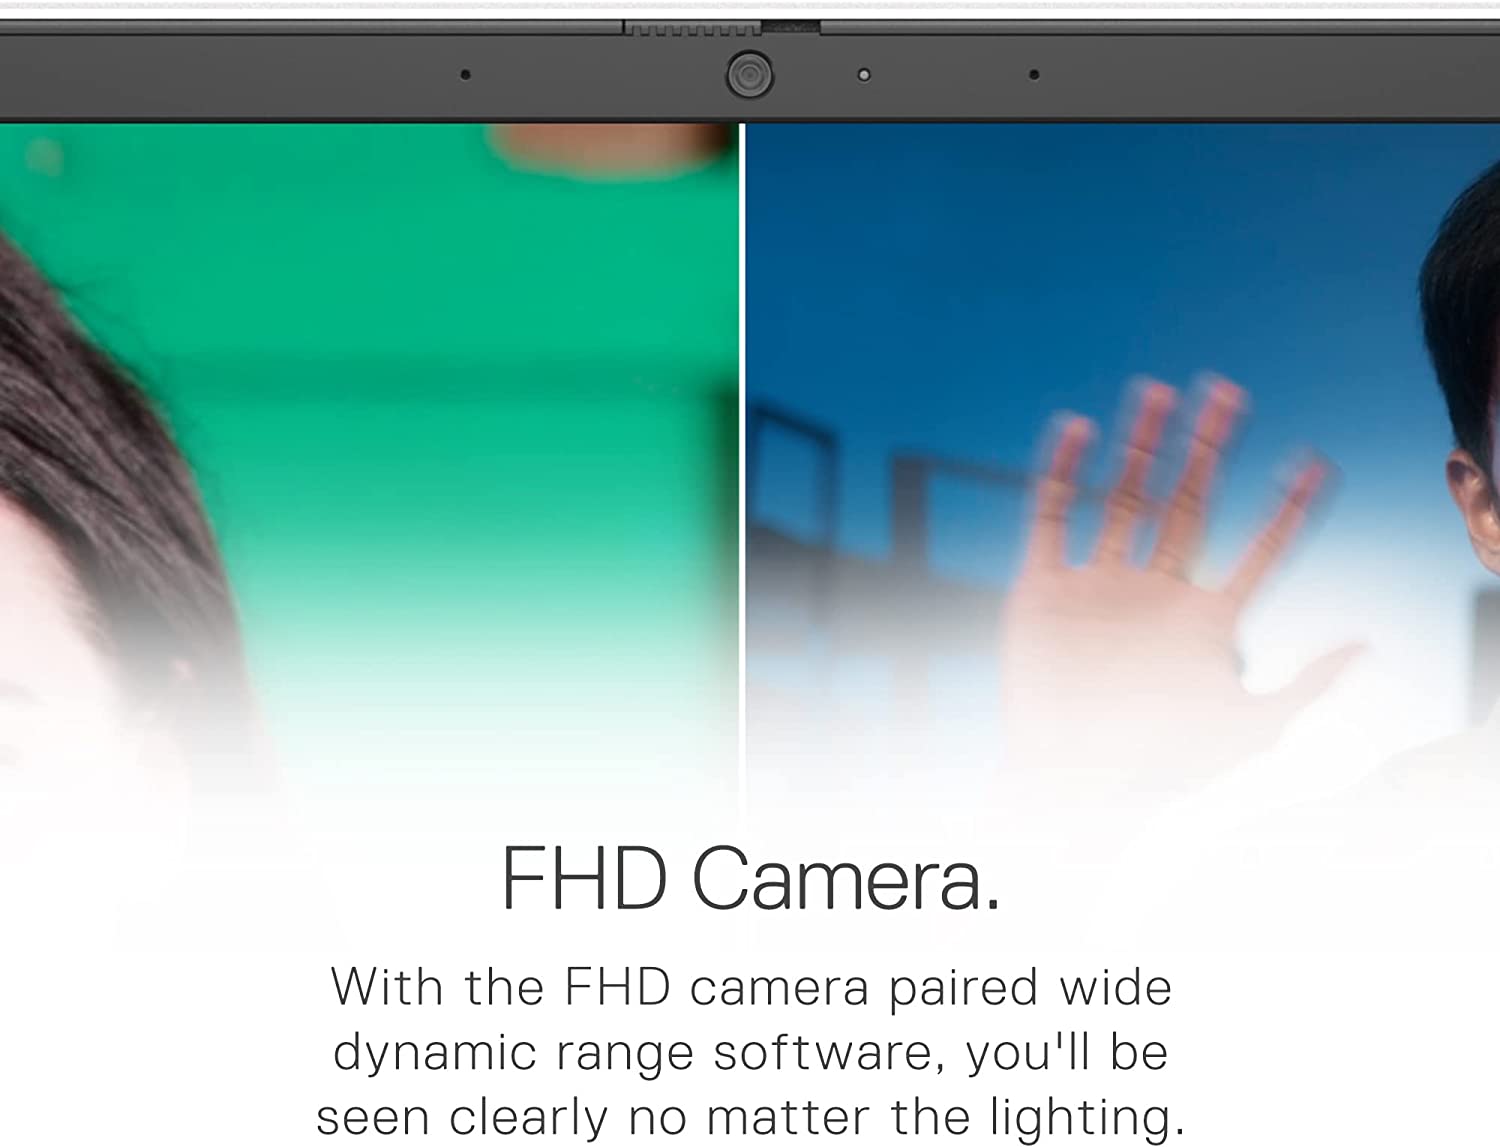 FHD Camera.
With the FHD camera paired wide
dynamic range software, you'll be
seen clearly no matter the lighting.